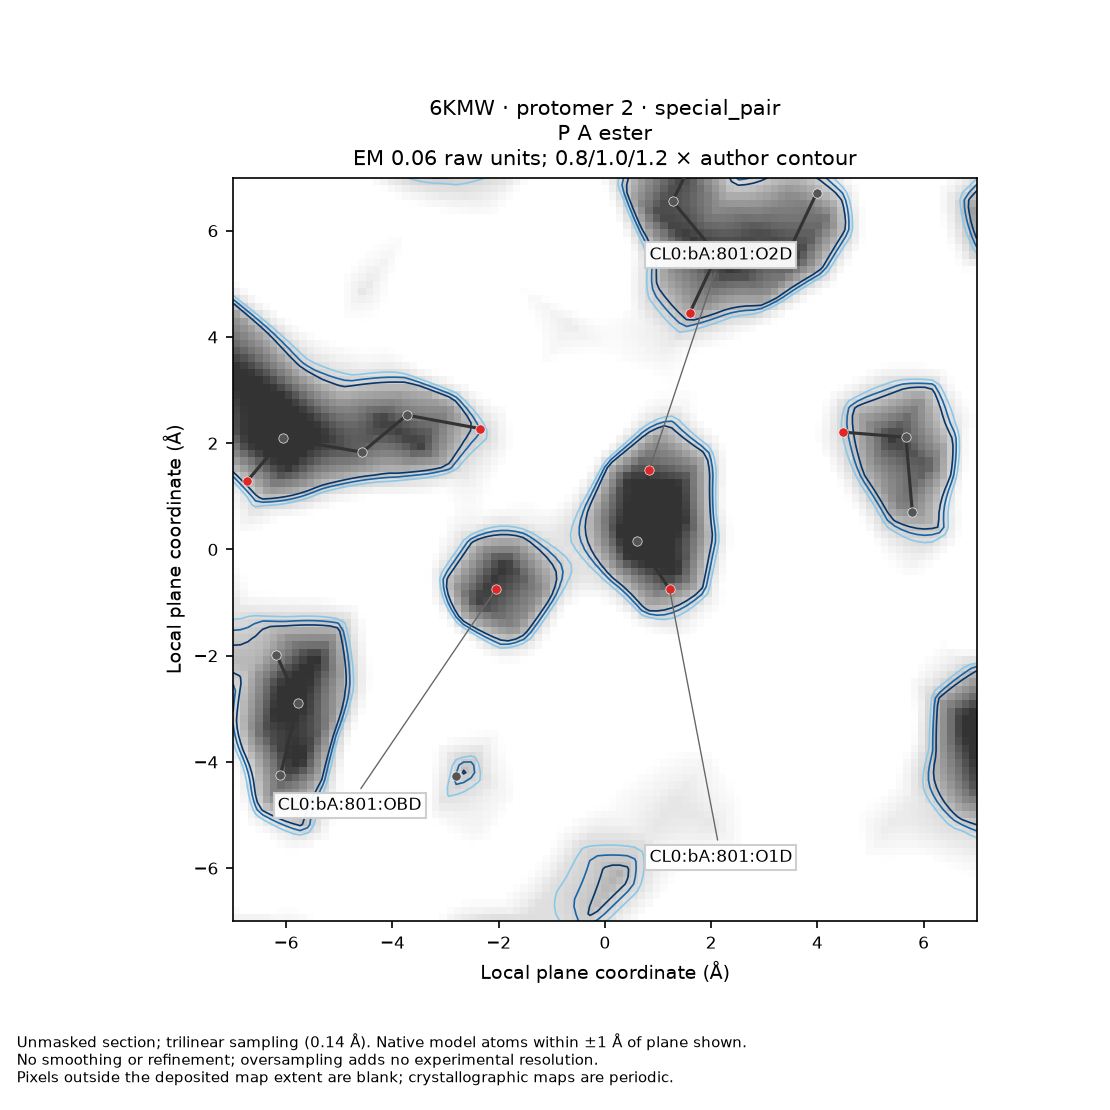 6KMW · protomer 2 · special_pair
P A ester
EM 0.06 raw units; 0.8/1.0/1.2 × author contour
Local plane coordinate (Å)
6
4
2
0
−2
−4
−6
CL0:bA:801:O2D
CL0:bA:801:OBD
CL0:bA:801:O1D
−6 −4 −2 0 2 4 6
Local plane coordinate (Å)
Unmasked section; trilinear sampling (0.14 Å). Native model atoms within ±1 Å of plane shown.
No smoothing or refinement; oversampling adds no experimental resolution.
Pixels outside the deposited map extent are blank; crystallographic maps are periodic.